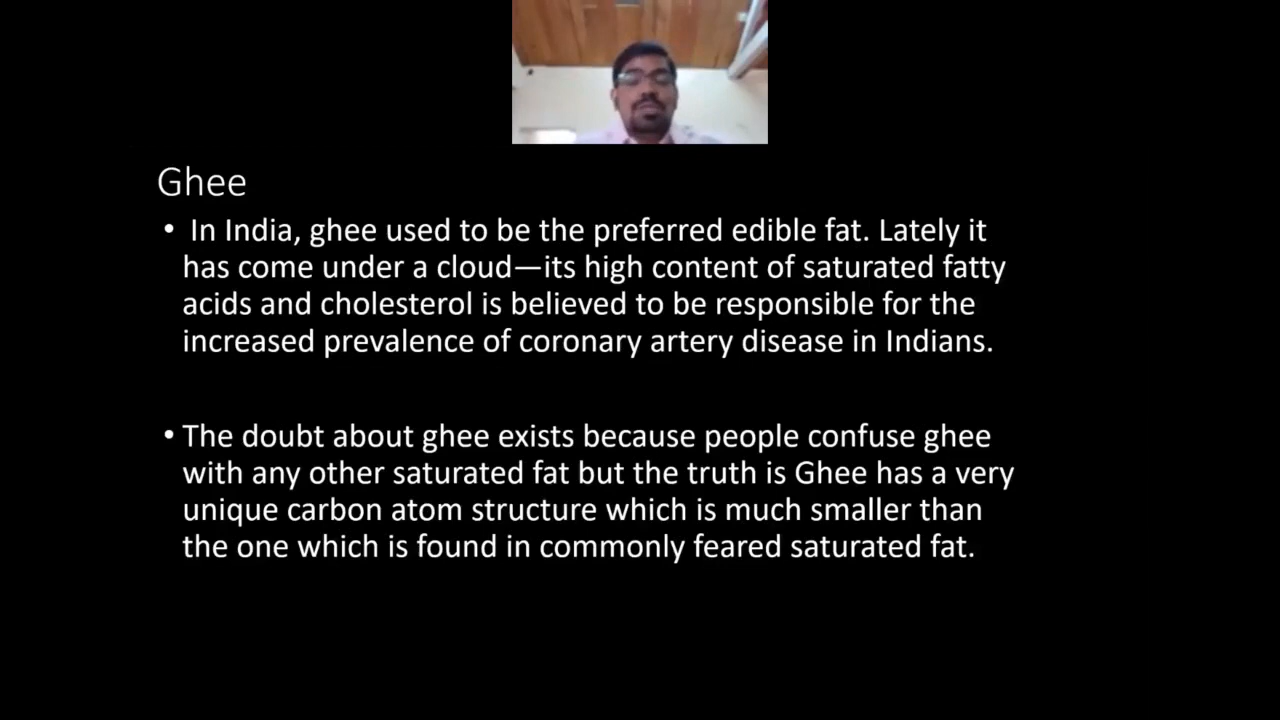 Ghee
• In India, ghee used to be the preferred edible fat. Lately it
has come under a cloud—its high content of saturated fatty
acids and cholesterol is believed to be responsible for the
increased prevalence of coronary artery disease in Indians.
• The doubt about ghee exists because people confuse ghee
with any other saturated fat but the truth is Ghee has a very
unique carbon atom structure which is much smaller than
the one which is found in commonly feared saturated fat.